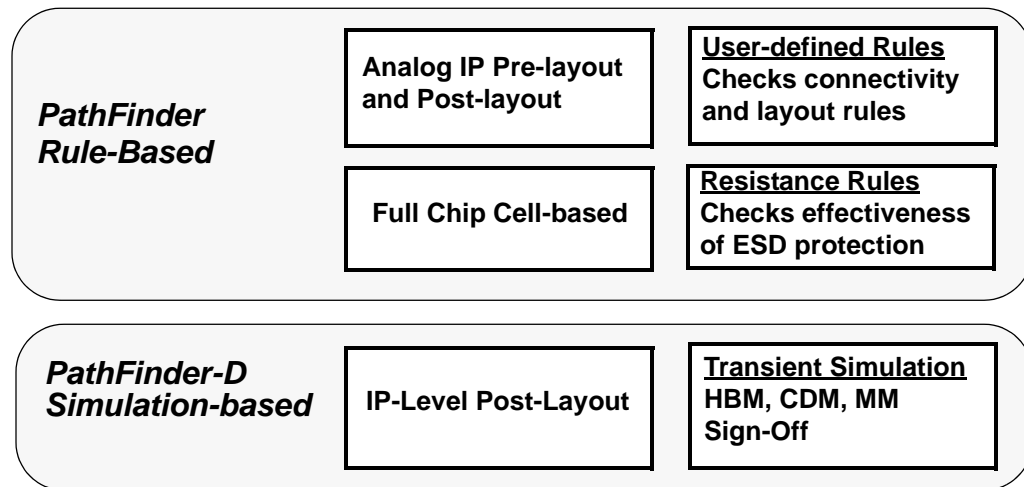 PathFinder
Rule-Based
Analog IP Pre-layout
and Post-layout
User-defined Rules
Checks connectivity
and layout rules
Full Chip Cell-based
Resistance Rules
Checks effectiveness
of ESD protection
PathFinder-D
Simulation-based
IP-Level Post-Layout
Transient Simulation
HBM, CDM, MM
Sign-Off